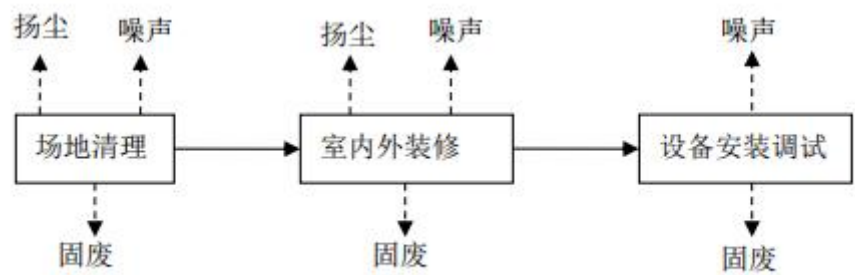 扬尘 噪声 扬尘 噪声 噪声
场地清理 室内外装修 设备安装调试
固废 固废 固废